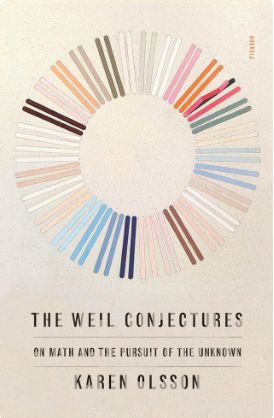 PICADOR
THE WEIL CONJECTURES
ON MATH AND THE PURSUIT OF THE UNKNOWN
KAREN OLSSON